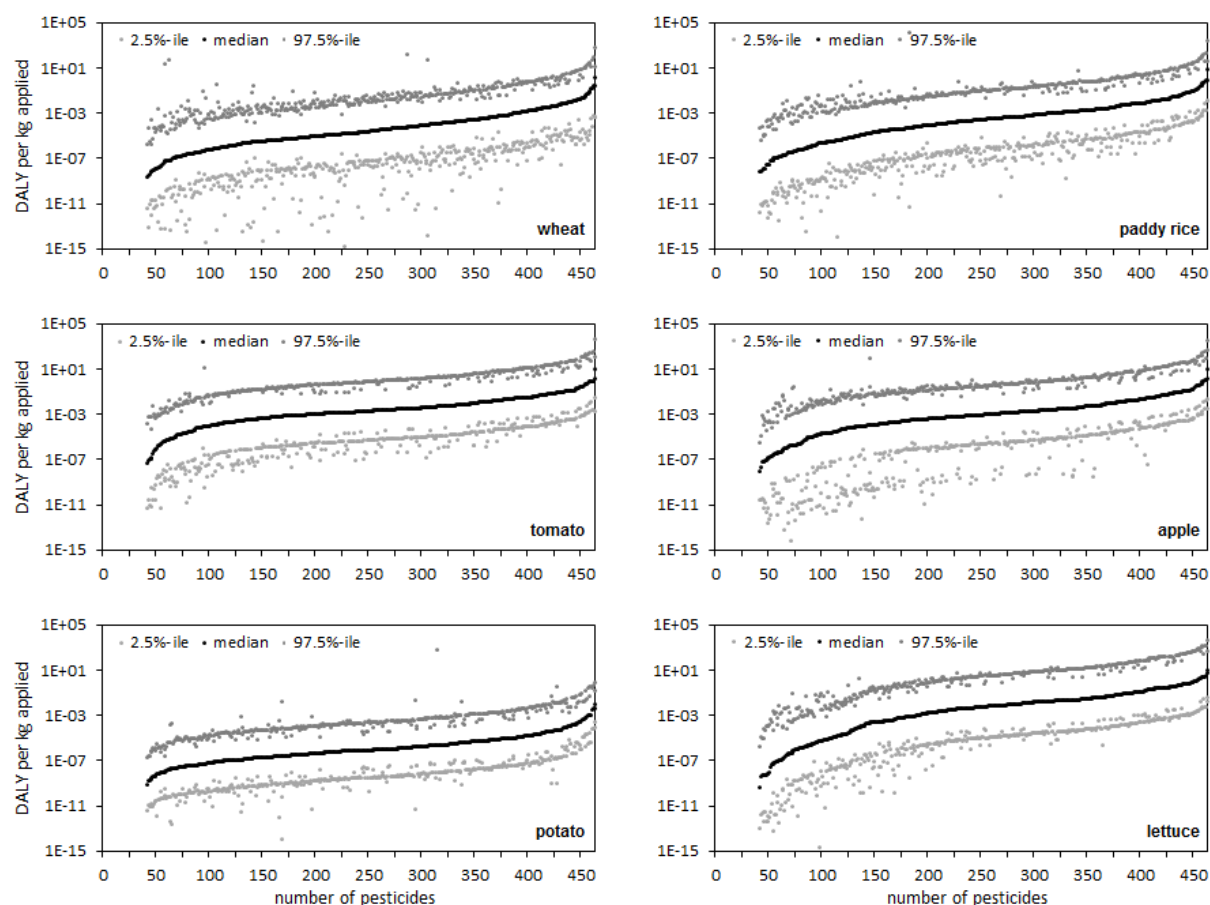 1E+05
2.5%-ile median 97.5%-ile
1E+01
1E-03
1E-07
1E-11
1E-15
DALY per kg applied
wheat
0 50 100 150 200 250 300 350 400 450
1E+05
2.5%-ile median 97.5%-ile
1E+01
1E-03
1E-07
1E-11
1E-15
paddy rice
0 50 100 150 200 250 300 350 400 450
1E+05
2.5%-ile median 97.5%-ile
1E+01
1E-03
1E-07
1E-11
1E-15
DALY per kg applied
tomato
0 50 100 150 200 250 300 350 400 450
1E+05
2.5%-ile median 97.5%-ile
1E+01
1E-03
1E-07
1E-11
1E-15
apple
0 50 100 150 200 250 300 350 400 450
1E+05
2.5%-ile median 97.5%-ile
1E+01
1E-03
1E-07
1E-11
1E-15
DALY per kg applied
potato
0 50 100 150 200 250 300 350 400 450
number of pesticides
1E+05
2.5%-ile median 97.5%-ile
1E+01
1E-03
1E-07
1E-11
1E-15
lettuce
0 50 100 150 200 250 300 350 400 450
number of pesticides